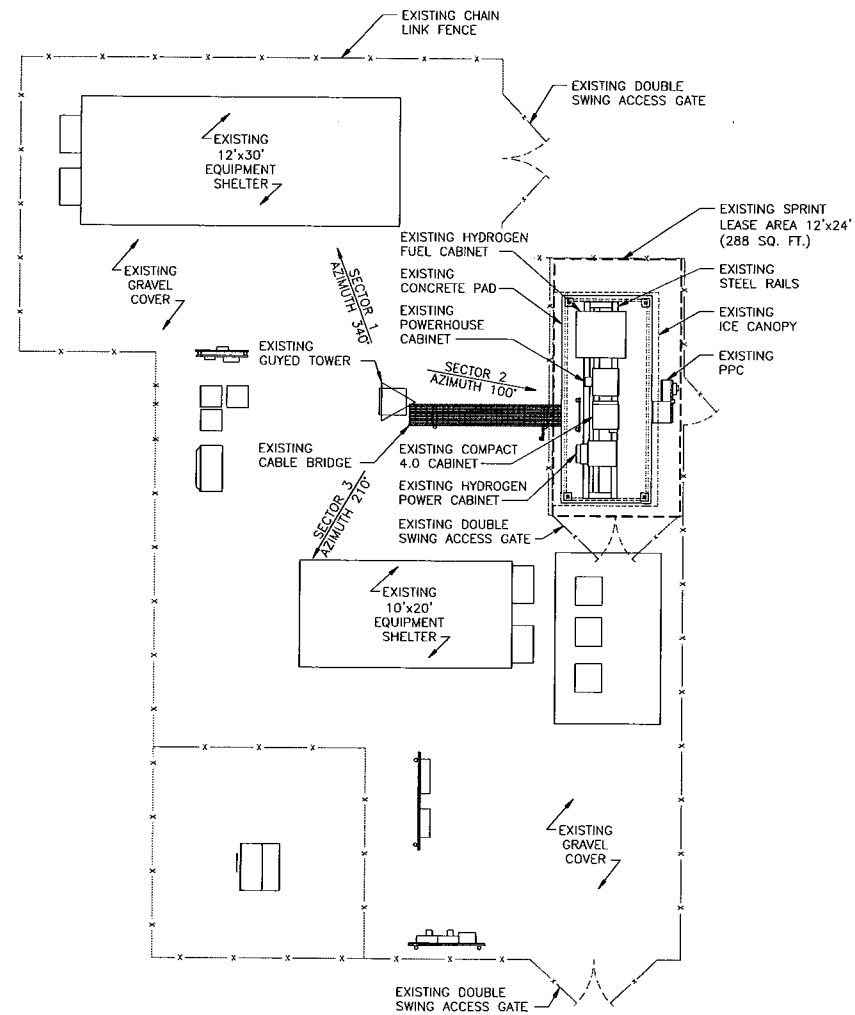 EXISTING CHAIN
LINK FENCE
EXISTING DOUBLE
SWING ACCESS GATE
EXISTING
12'x30'
EQUIPMENT
SHELTER
EXISTING SPRINT
LEASE AREA 12'x24'
(288 SQ. FT.)
EXISTING HYDROGEN
FUEL CABINET
EXISTING
STEEL RAILS
EXISTING
CONCRETE PAD
EXISTING
GRAVEL
COVER
SECTOR 1
AZIMUTH 340°
EXISTING
POWERHOUSE
CABINET
EXISTING
ICE CANOPY
EXISTING
GUYED TOWER
EXISTING
PPC
SECTOR 2
AZIMUTH 100°
EXISTING
CABLE BRIDGE
EXISTING COMPACT
4.0 CABINET
EXISTING HYDROGEN
POWER CABINET
SECTOR 3
AZIMUTH 210°
EXISTING DOUBLE
SWING ACCESS GATE
EXISTING
10'x20'
EQUIPMENT
SHELTER
EXISTING
GRAVEL
COVER
EXISTING DOUBLE
SWING ACCESS GATE